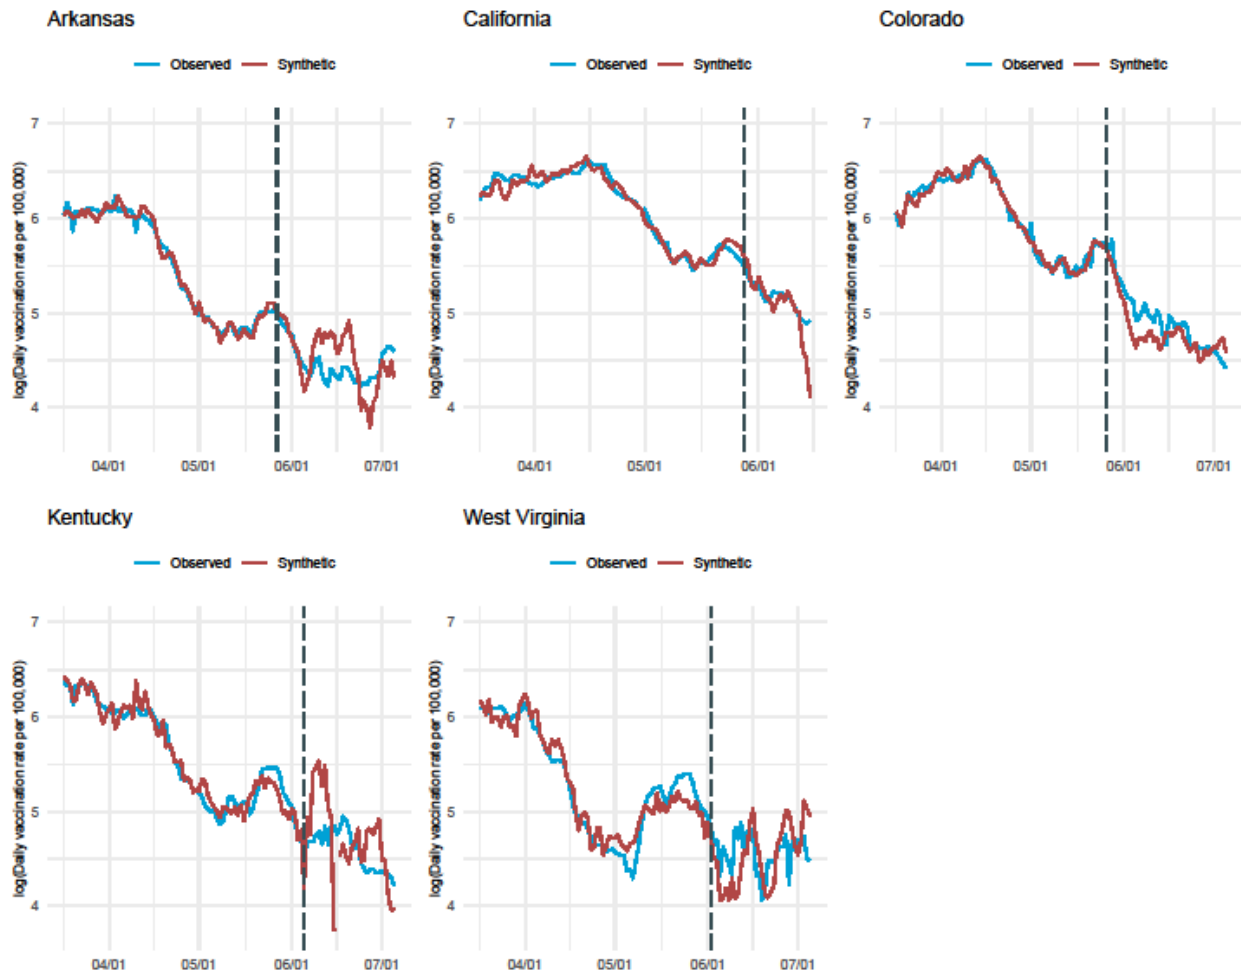 Arkansas
Observed Synthetic
7
6
5
4
log(Daily vaccination rate per 100,000)
04/01 05/01 06/01 07/01
California
Observed Synthetic
7
6
5
4
log(Daily vaccination rate per 100,000)
04/01 05/01 06/01
Colorado
Observed Synthetic
7
6
5
4
log(Daily vaccination rate per 100,000)
04/01 05/01 06/01 07/01
Kentucky
Observed Synthetic
7
6
5
4
log(Daily vaccination rate per 100,000)
04/01 05/01 06/01 07/01
West Virginia
Observed Synthetic
7
6
5
4
log(Daily vaccination rate per 100,000)
04/01 05/01 06/01 07/01